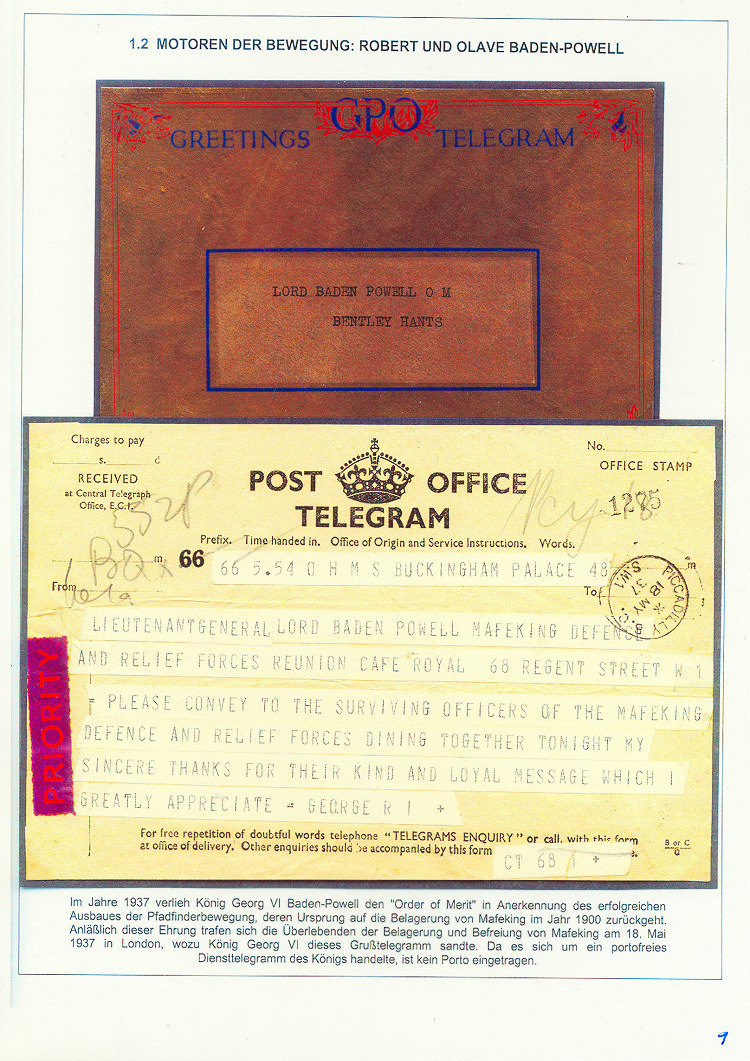 1.2 MOTOREN DER BEWEGUNG: ROBERT UND OLAVE BADEN-POWELL
GPO
GREETINGS TELEGRAM
LORD BADEN POWELL O M
BENTLEY HANTS
Charges to pay
s. d
RECEIVED
at Central Telegraph
Office, E.C.1.
POST OFFICE
TELEGRAM
No.
OFFICE STAMP
1275
Prefix. Time handed in. Office of Origin and Service Instructions. Words.
m
66
66 5.54 O H M S BUCKINGHAM PALACE 48
m
From
To
PICCADILLY B.O.
S.W.1
18 MY
37
LIEUTENANTGENERAL LORD BADEN POWELL MAFEKING DEFENCE
AND RELIEF FORCES REUNION CAFE ROYAL 68 REGENT STREET W 1
= PLEASE CONVEY TO THE SURVIVING OFFICERS OF THE MAFEKING
DEFENCE AND RELIEF FORCES DINING TOGETHER TONIGHT MY
SINCERE THANKS FOR THEIR KIND AND LOYAL MESSAGE WHICH I
GREATLY APPRECIATE = GEORGE R I +
PRIORITY
For free repetition of doubtful words telephone "TELEGRAMS ENQUIRY" or call, with this form
at office of delivery. Other enquiries should be accompanied by this form
B or C
CT 68 1 +
Im Jahre 1937 verlieh König Georg VI Baden-Powell den "Order of Merit" in Anerkennung des erfolgreichen
Ausbaues der Pfadfinderbewegung, deren Ursprung auf die Belagerung von Mafeking im Jahr 1900 zurückgeht.
Anläßlich dieser Ehrung trafen sich die Überlebenden der Belagerung und Befreiung von Mafeking am 18. Mai
1937 in London, wozu König Georg VI dieses Grußtelegramm sandte. Da es sich um ein portofreies
Diensttelegramm des Königs handelte, ist kein Porto eingetragen.
9